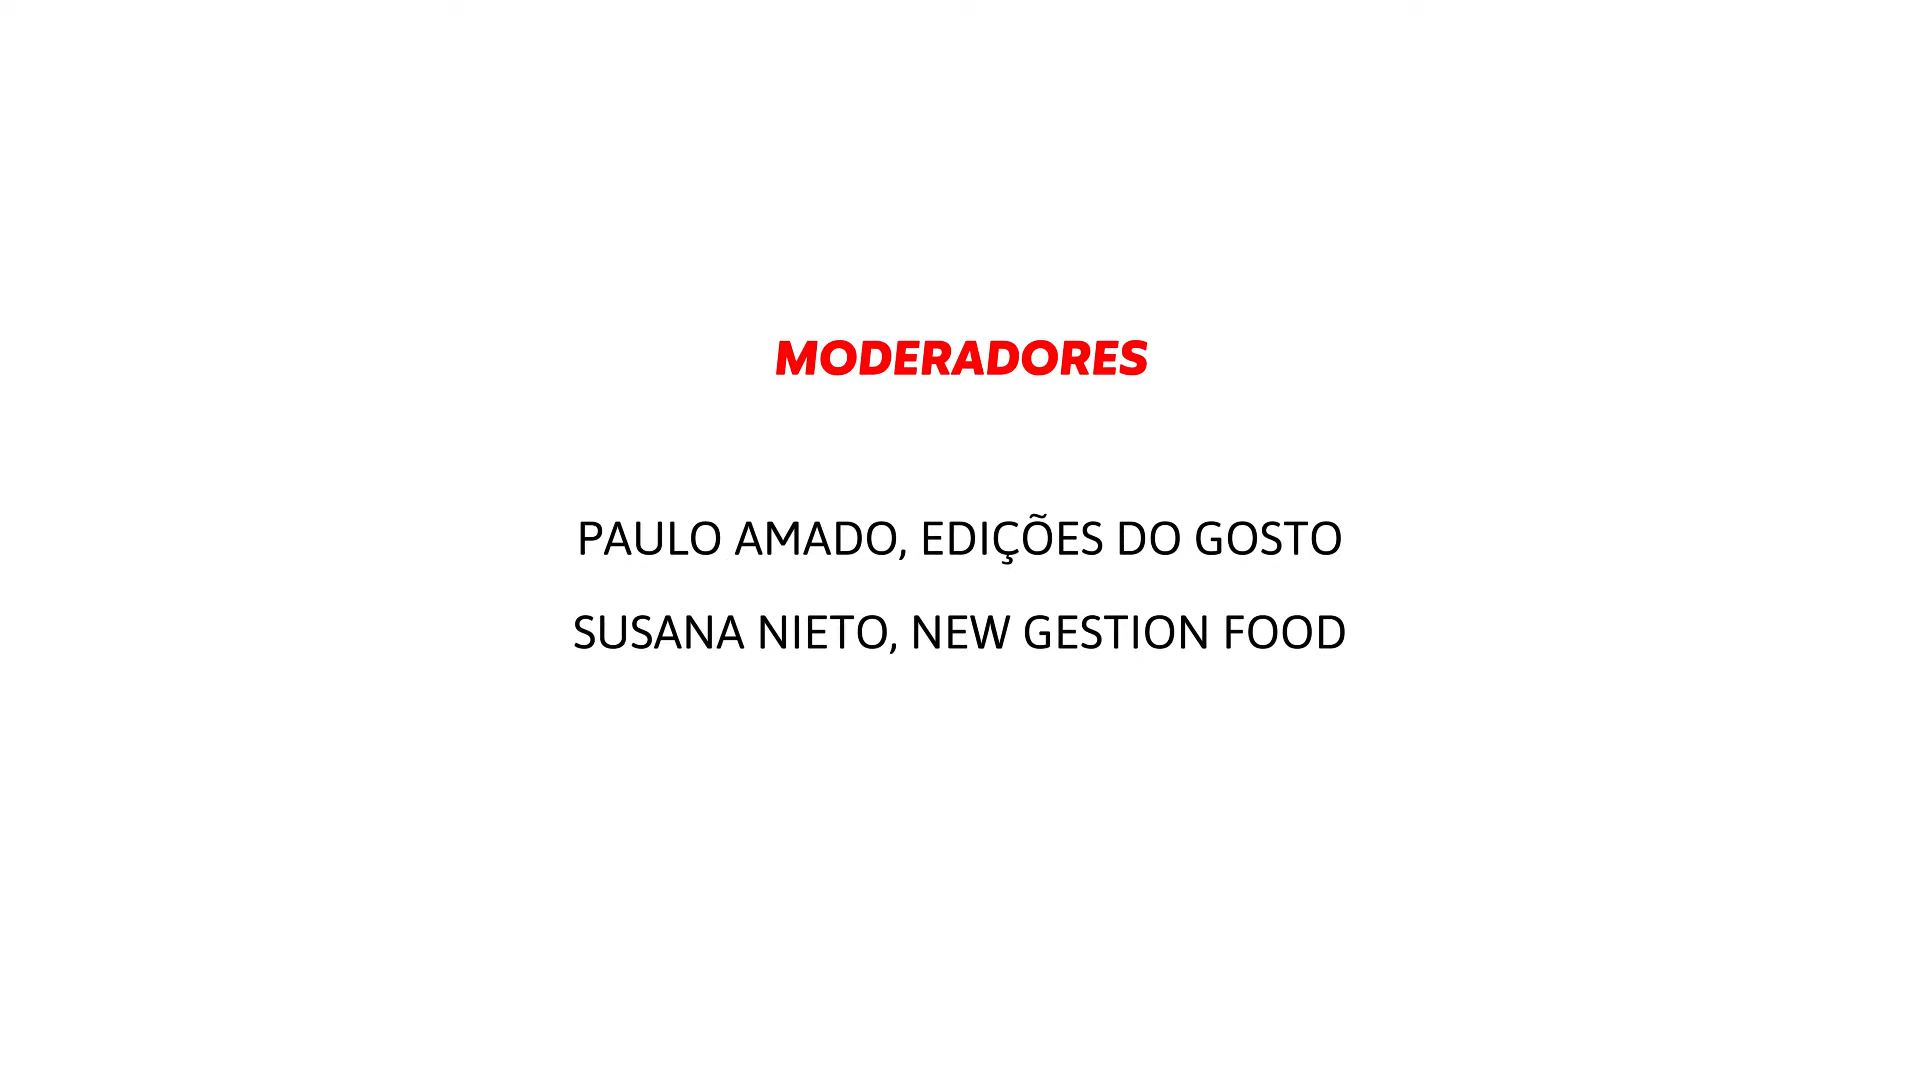 MODERADORES
PAULO AMADO, EDIÇÕES DO GOSTO
SUSANA NIETO, NEW GESTION FOOD